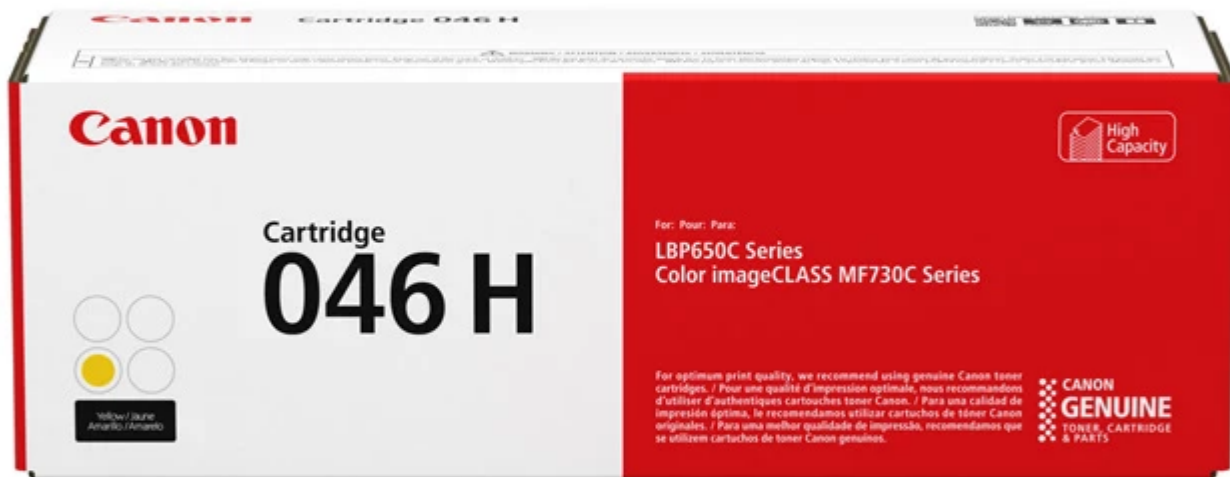 Canon Cartridge 046 H
Canon
High
Capacity
Cartridge
046 H
For: Pour: Para:
LBP650C Series
Color imageCLASS MF730C Series
Yellow / Jaune
Amarillo / Amarelo
For optimum print quality, we recommend using genuine Canon toner
cartridges. / Pour une qualité d'impression optimale, nous recommandons
d'utiliser d'authentiques cartouches toner Canon. / Para una calidad de
impresión óptima, le recomendamos utilizar cartuchos de tóner Canon
originales. / Para uma melhor qualidade de impressão, recomendamos que
se utilizem cartuchos de toner Canon genuínos.
CANON
GENUINE
TONER, CARTRIDGE
& PARTS